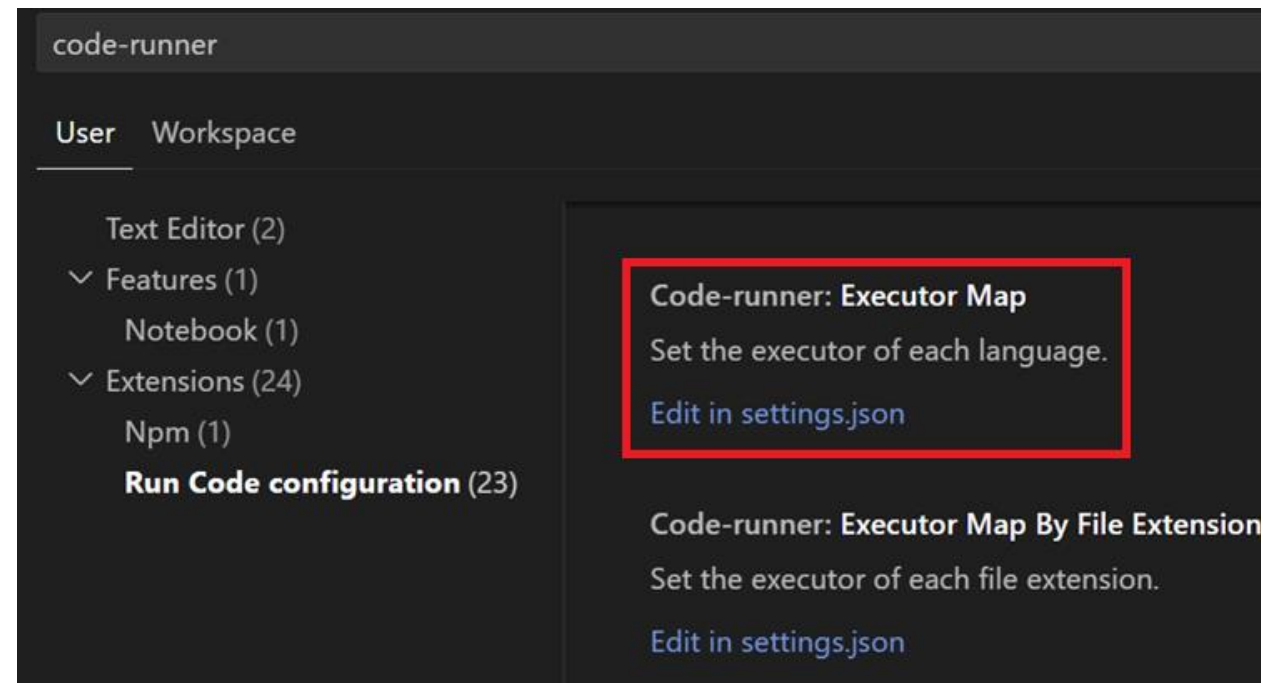 code-runner
User Workspace
Text Editor (2)
Features (1)
Notebook (1)
Extensions (24)
Npm (1)
Run Code configuration (23)
Code-runner: Executor Map
Set the executor of each language.
Edit in settings.json
Code-runner: Executor Map By File Extension
Set the executor of each file extension.
Edit in settings.json